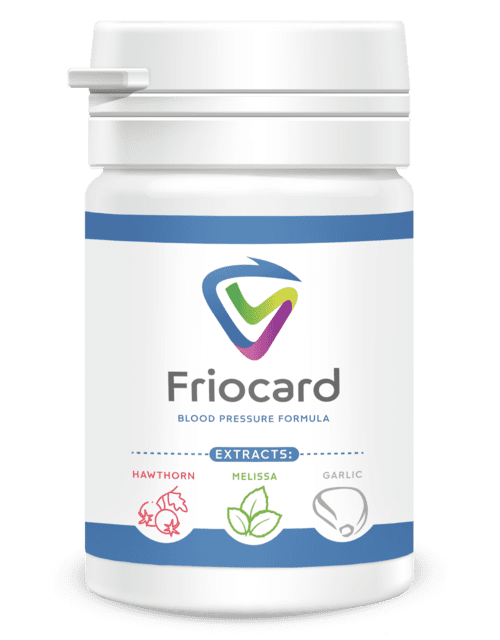 Friocard
BLOOD PRESSURE FORMULA
EXTRACTS:
HAWTHORN MELISSA GARLIC